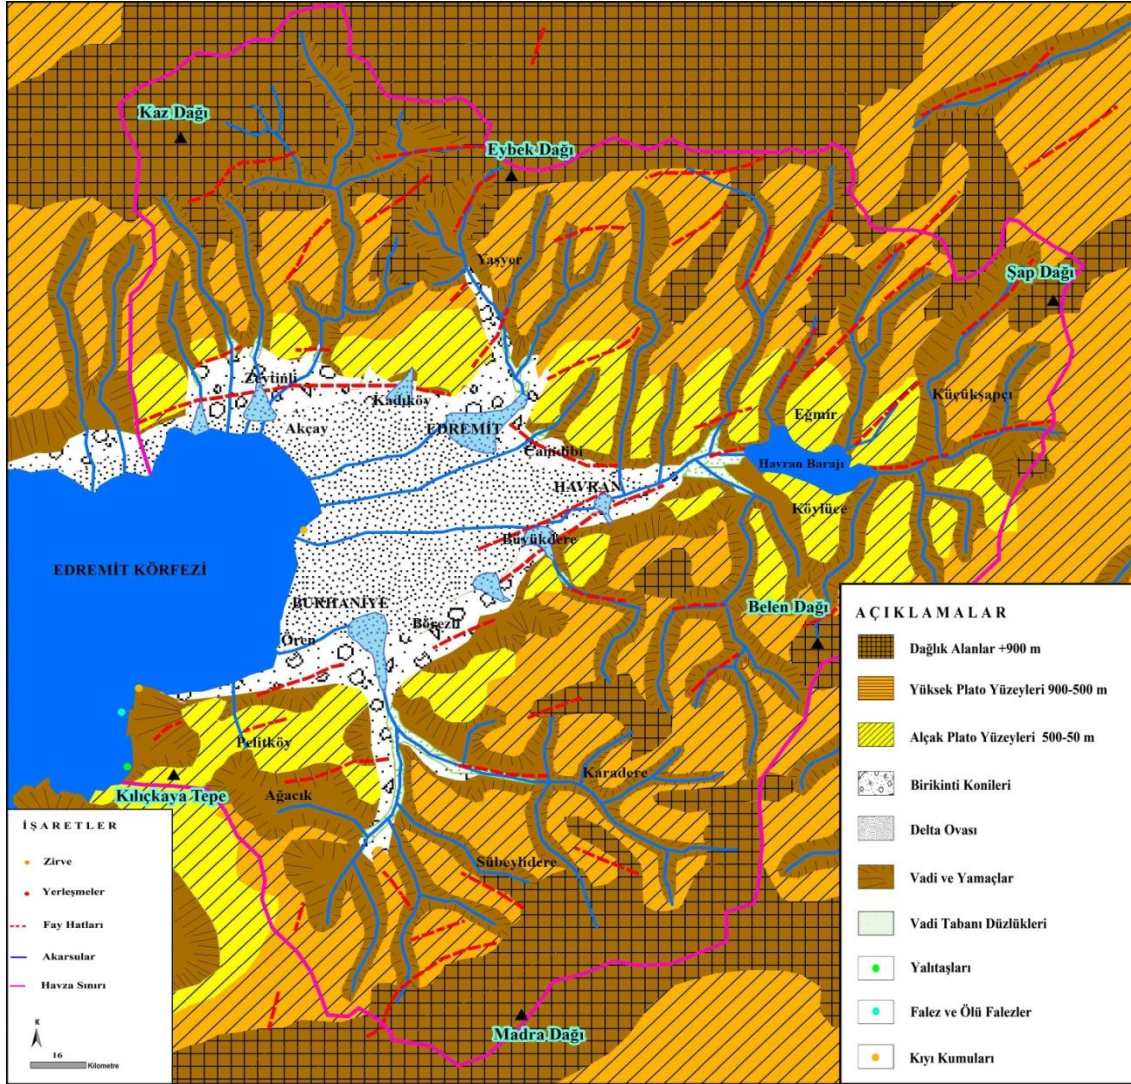 Kaz Dağı
Eybek Dağı
Yaşyer
Şap Dağı
Zeytinli
Kadıköy
Küçükşapçı
Akçay
EDREMİT
Eğmir
Çamdibi
Havran Barajı
HAVRAN
Köylüce
Büyükdere
EDREMİT KÖRFEZİ
BURHANİYE
Börezli
Belen Dağı
Ören
Pelitköy
Karadere
Kılıçkaya Tepe
Ağacık
Sübeylidere
Madra Dağı
İŞARETLER
Zirve
Yerleşmeler
Fay Hatları
Akarsular
Havza Sınırı
K
16
Kilometre
AÇIKLAMALAR
Dağlık Alanlar +900 m
Yüksek Plato Yüzeyleri 900-500 m
Alçak Plato Yüzeyleri 500-50 m
Birikinti Konileri
Delta Ovası
Vadi ve Yamaçlar
Vadi Tabanı Düzlükleri
Yalıtaşları
Falez ve Ölü Falezler
Kıyı Kumuları